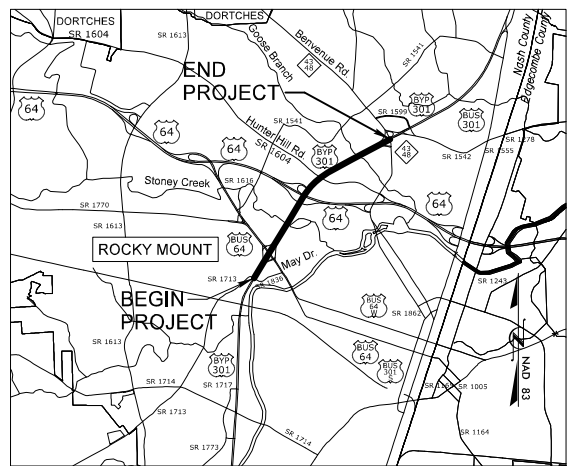 DORTCHES
SR 1604
SR 1613
DORTCHES
Goose Branch
Benvenue Rd.
43
48
SR 1541
Nash County
Edgecombe County
END
PROJECT
64
BYP
301
SR 1599
BUS
301
64
64
SR 1541
Hunter Hill Rd
SR 1604
BYP
301
43
48
SR 1542
SR 1278
SR 1555
Stoney Creek
SR 1616
64
64
SR 1770
SR 1613
ROCKY MOUNT
BUS
64
May Dr.
SR 1713
SR 1836
SR 1243
BEGIN
PROJECT
BUS
64
W
SR 1862
SR 1613
BYP
301
BUS
64
BUS
301
S
NAD 83
SR 1714
SR 1717
SR 1005
SR 1713
SR 1773
SR 1714
SR 1164